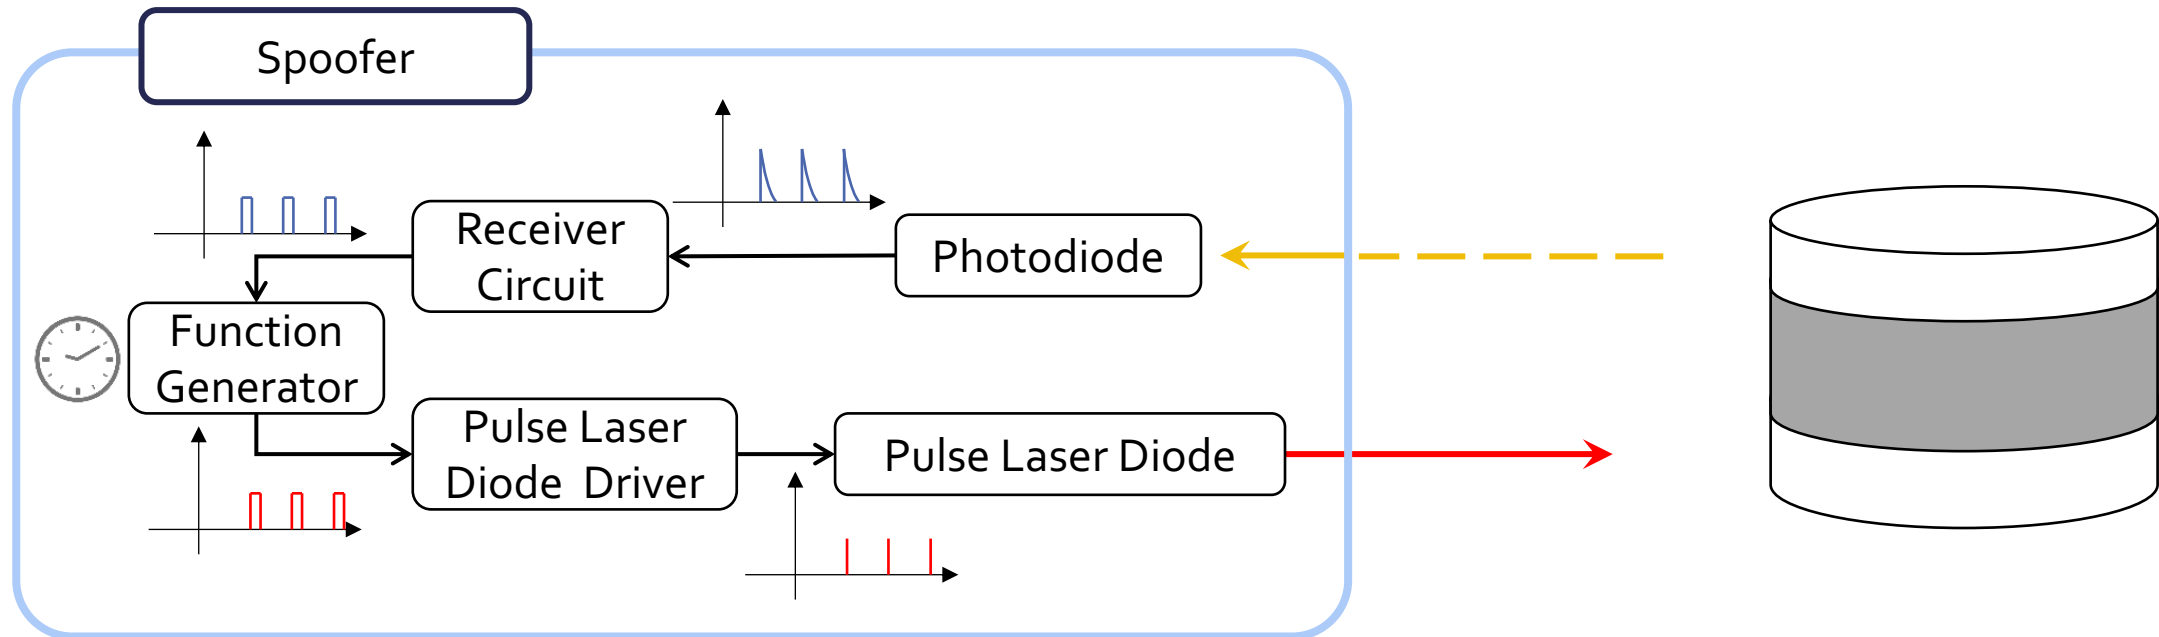 Spoofer
Receiver
Circuit
Photodiode
Function
Generator
Pulse Laser
Diode Driver
Pulse Laser Diode